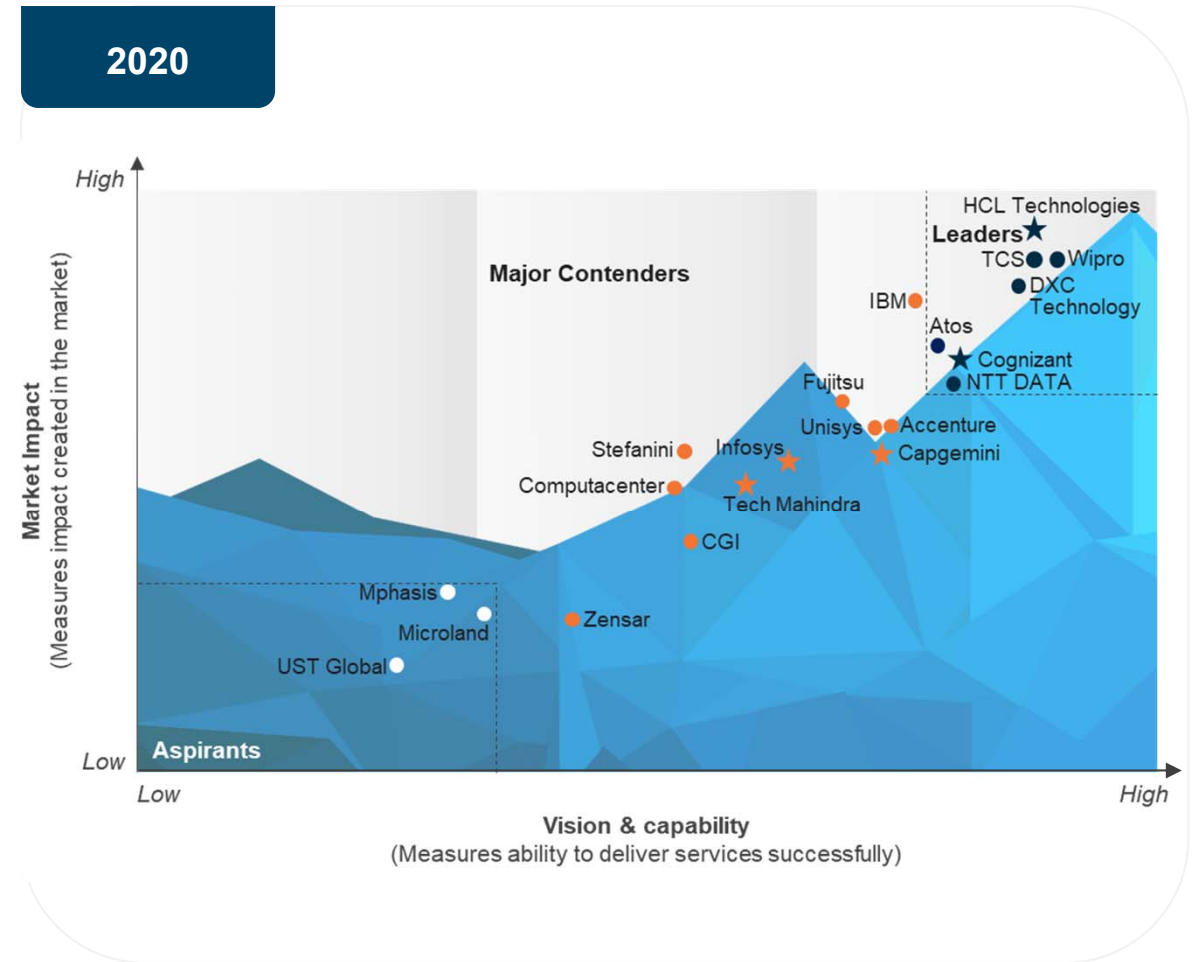 2020
High
Market Impact
(Measures impact created in the market)
Major Contenders
HCL Technologies
Leaders
TCS
Wipro
DXC
Technology
IBM
Atos
Cognizant
NTT DATA
Fujitsu
Unisys
Accenture
Stefanini
Infosys
Capgemini
Computacenter
Tech Mahindra
CGI
Mphasis
Microland
Zensar
UST Global
Aspirants
Low
Low
High
Vision & capability
(Measures ability to deliver services successfully)